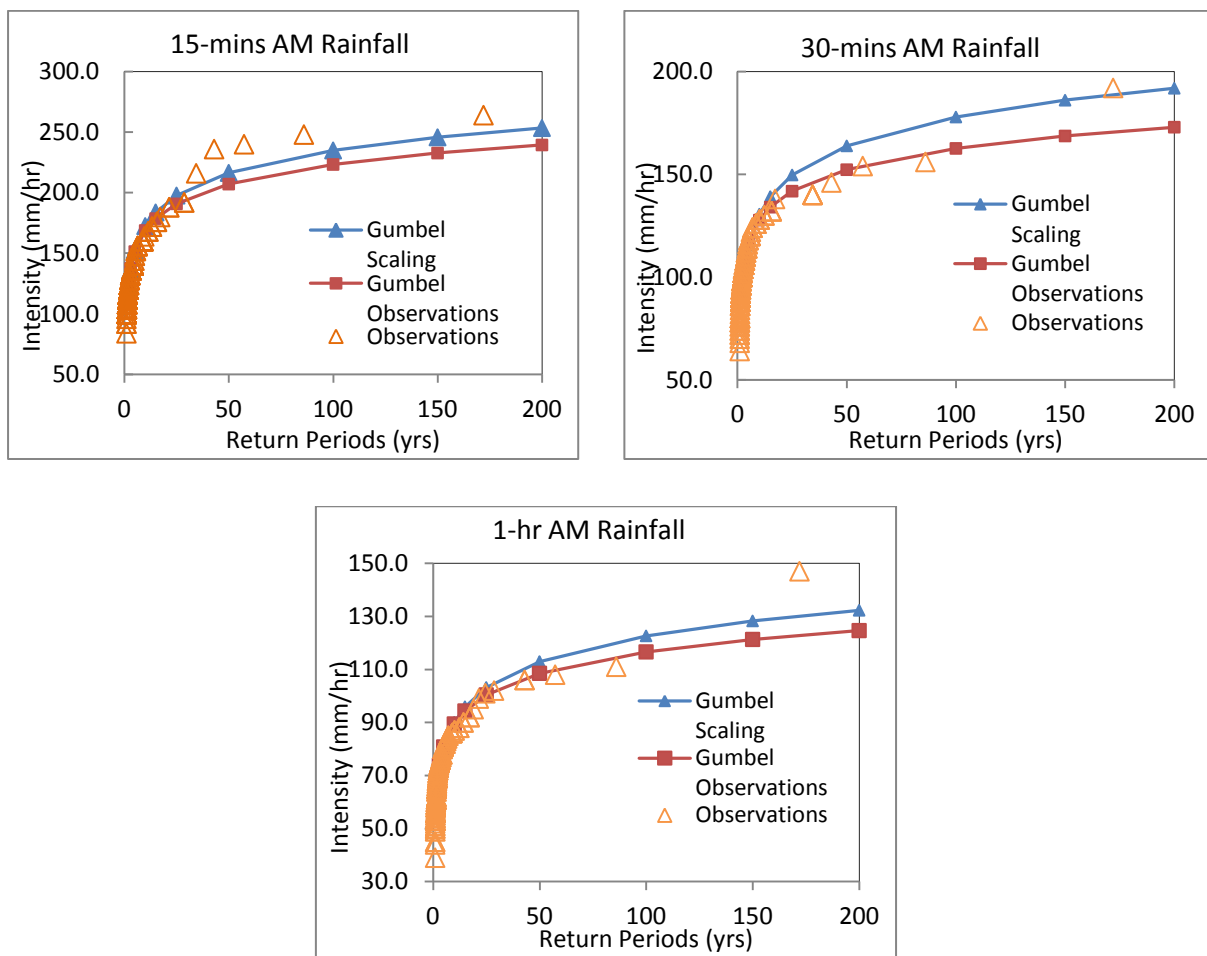 15-mins AM Rainfall
300.0
250.0
200.0
150.0
100.0
50.0
Intensity (mm/hr)
Gumbel
Scaling
Gumbel
Observations
Observations
0 50 100 150 200
Return Periods (yrs)
30-mins AM Rainfall
200.0
150.0
100.0
50.0
Intensity (mm/hr)
Gumbel
Scaling
Gumbel
Observations
Observations
0 50 100 150 200
Return Periods (yrs)
1-hr AM Rainfall
150.0
130.0
110.0
90.0
70.0
50.0
30.0
Intensity (mm/hr)
Gumbel
Scaling
Gumbel
Observations
Observations
0 50 100 150 200
Return Periods (yrs)